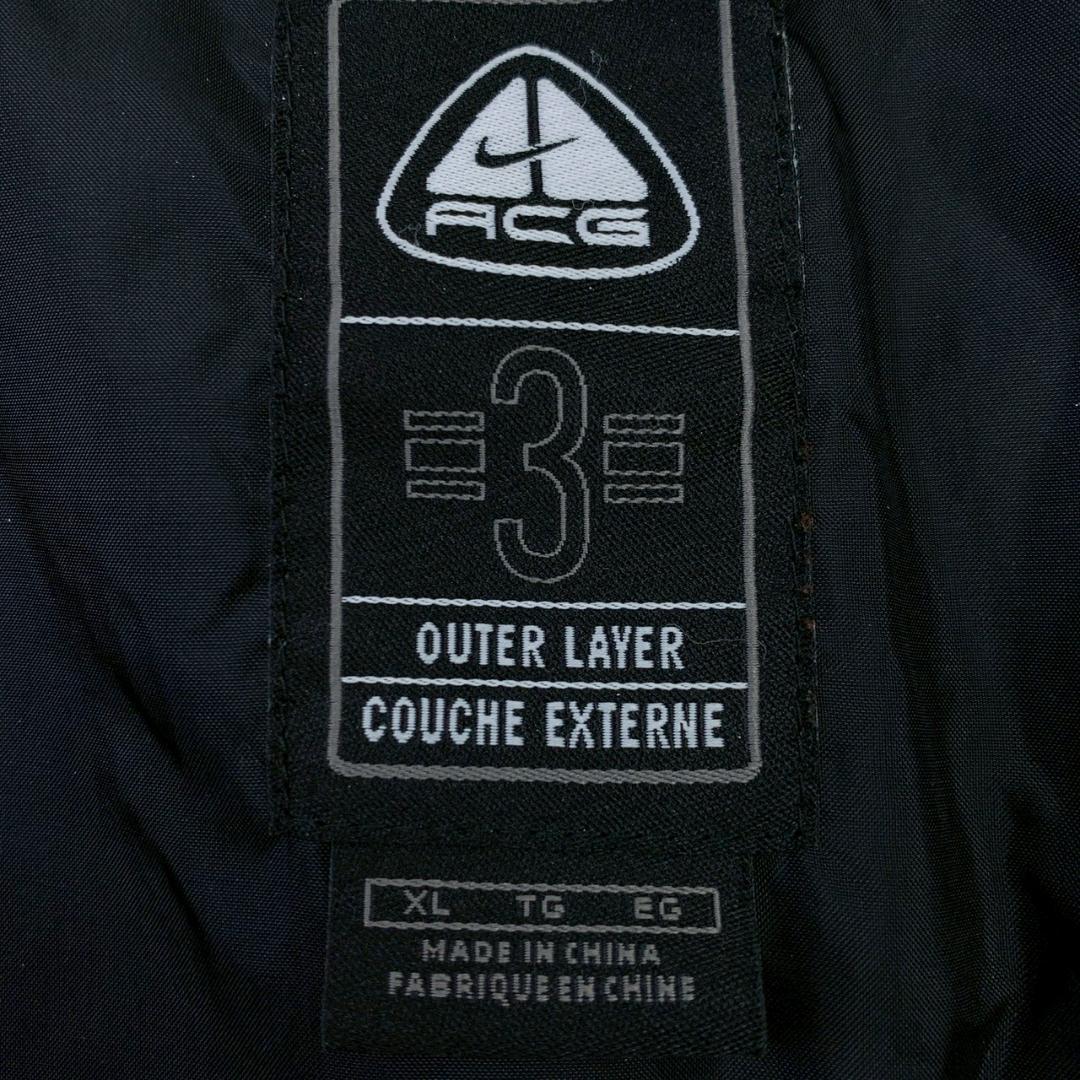 ACG
3
OUTER LAYER
COUCHE EXTERNE
XL TG EG
MADE IN CHINA
FABRIQUE EN CHINE